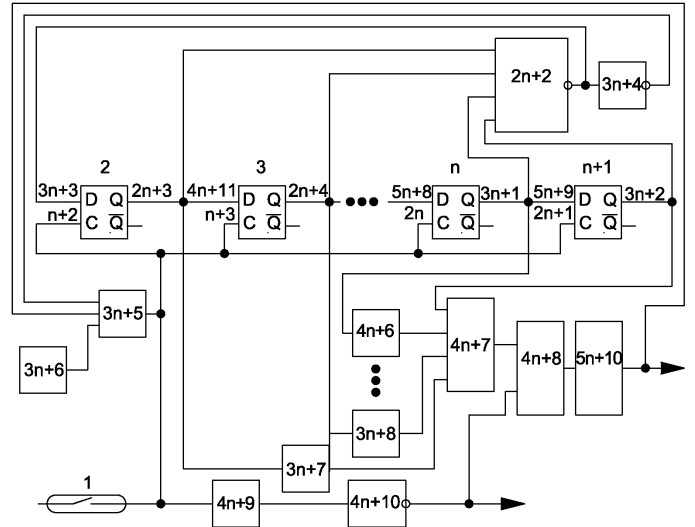 2n+2
3n+4
2
3
n
n+1
3n+3 D Q 2n+3 4n+11 D Q 2n+4 5n+8 D Q 3n+1 5n+9 D Q 3n+2
n+2 C Q n+3 C Q 2n C Q 2n+1 C Q
3n+5
4n+6
4n+7
4n+8
5n+10
3n+6
3n+8
3n+7
1
4n+9
4n+10